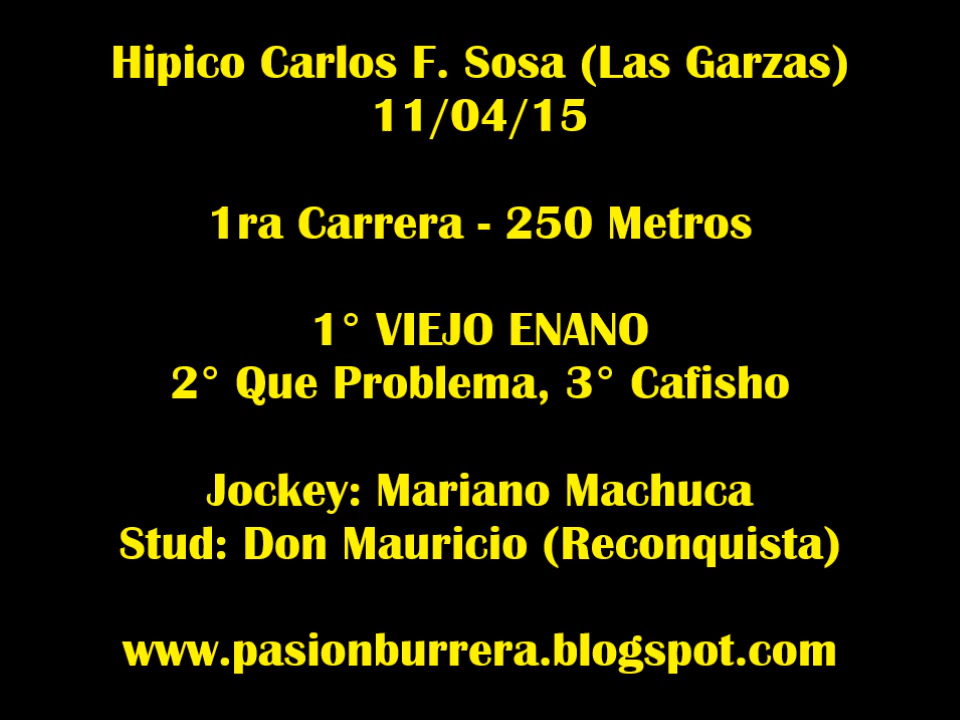 Hipico Carlos F. Sosa (Las Garzas)
11/04/15
1ra Carrera - 250 Metros
1° VIEJO ENANO
2° Que Problema, 3° Cafisho
Jockey: Mariano Machuca
Stud: Don Mauricio (Reconquista)
www.pasionburrera.blogspot.com